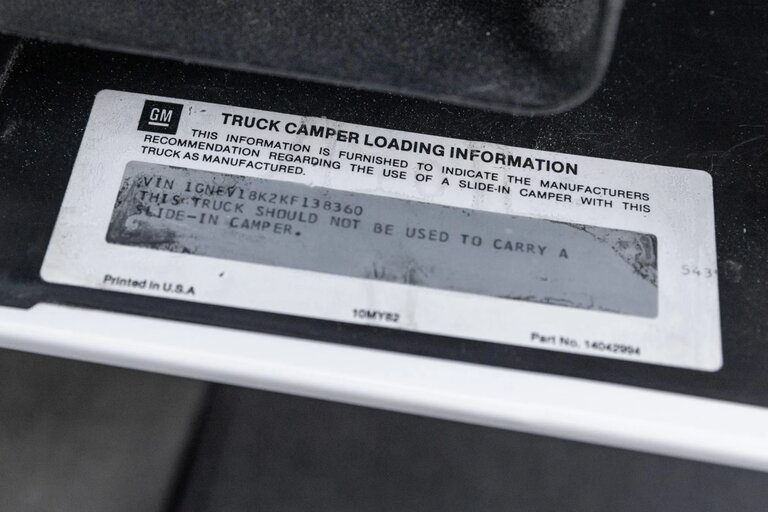 GM
TRUCK CAMPER LOADING INFORMATION
THIS INFORMATION IS FURNISHED TO INDICATE THE MANUFACTURERS
RECOMMENDATION REGARDING THE USE OF A SLIDE-IN CAMPER WITH THIS
TRUCK AS MANUFACTURED.
VIN 1GNEV18K2KF138360
THIS TRUCK SHOULD NOT BE USED TO CARRY A
SLIDE-IN CAMPER.
543
Printed in U.S.A
10MY82
Part No. 14042994